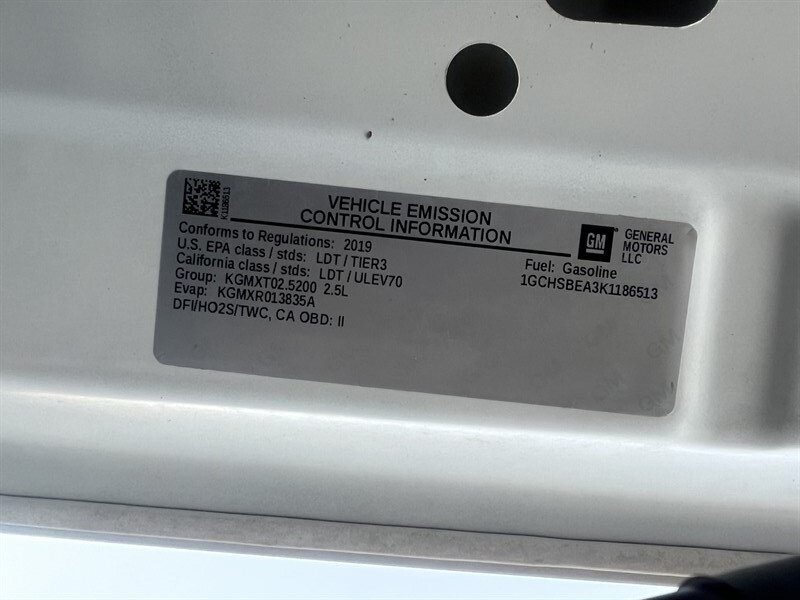 K1186513
VEHICLE EMISSION
CONTROL INFORMATION
GM
GENERAL
MOTORS
LLC
Conforms to Regulations: 2019
U.S. EPA class / stds: LDT / TIER3
California class / stds: LDT / ULEV70
Group: KGMXT02.5200 2.5L
Evap: KGMXR013835A
DFI/HO2S/TWC, CA OBD: II
Fuel: Gasoline
1GCHSBEA3K1186513